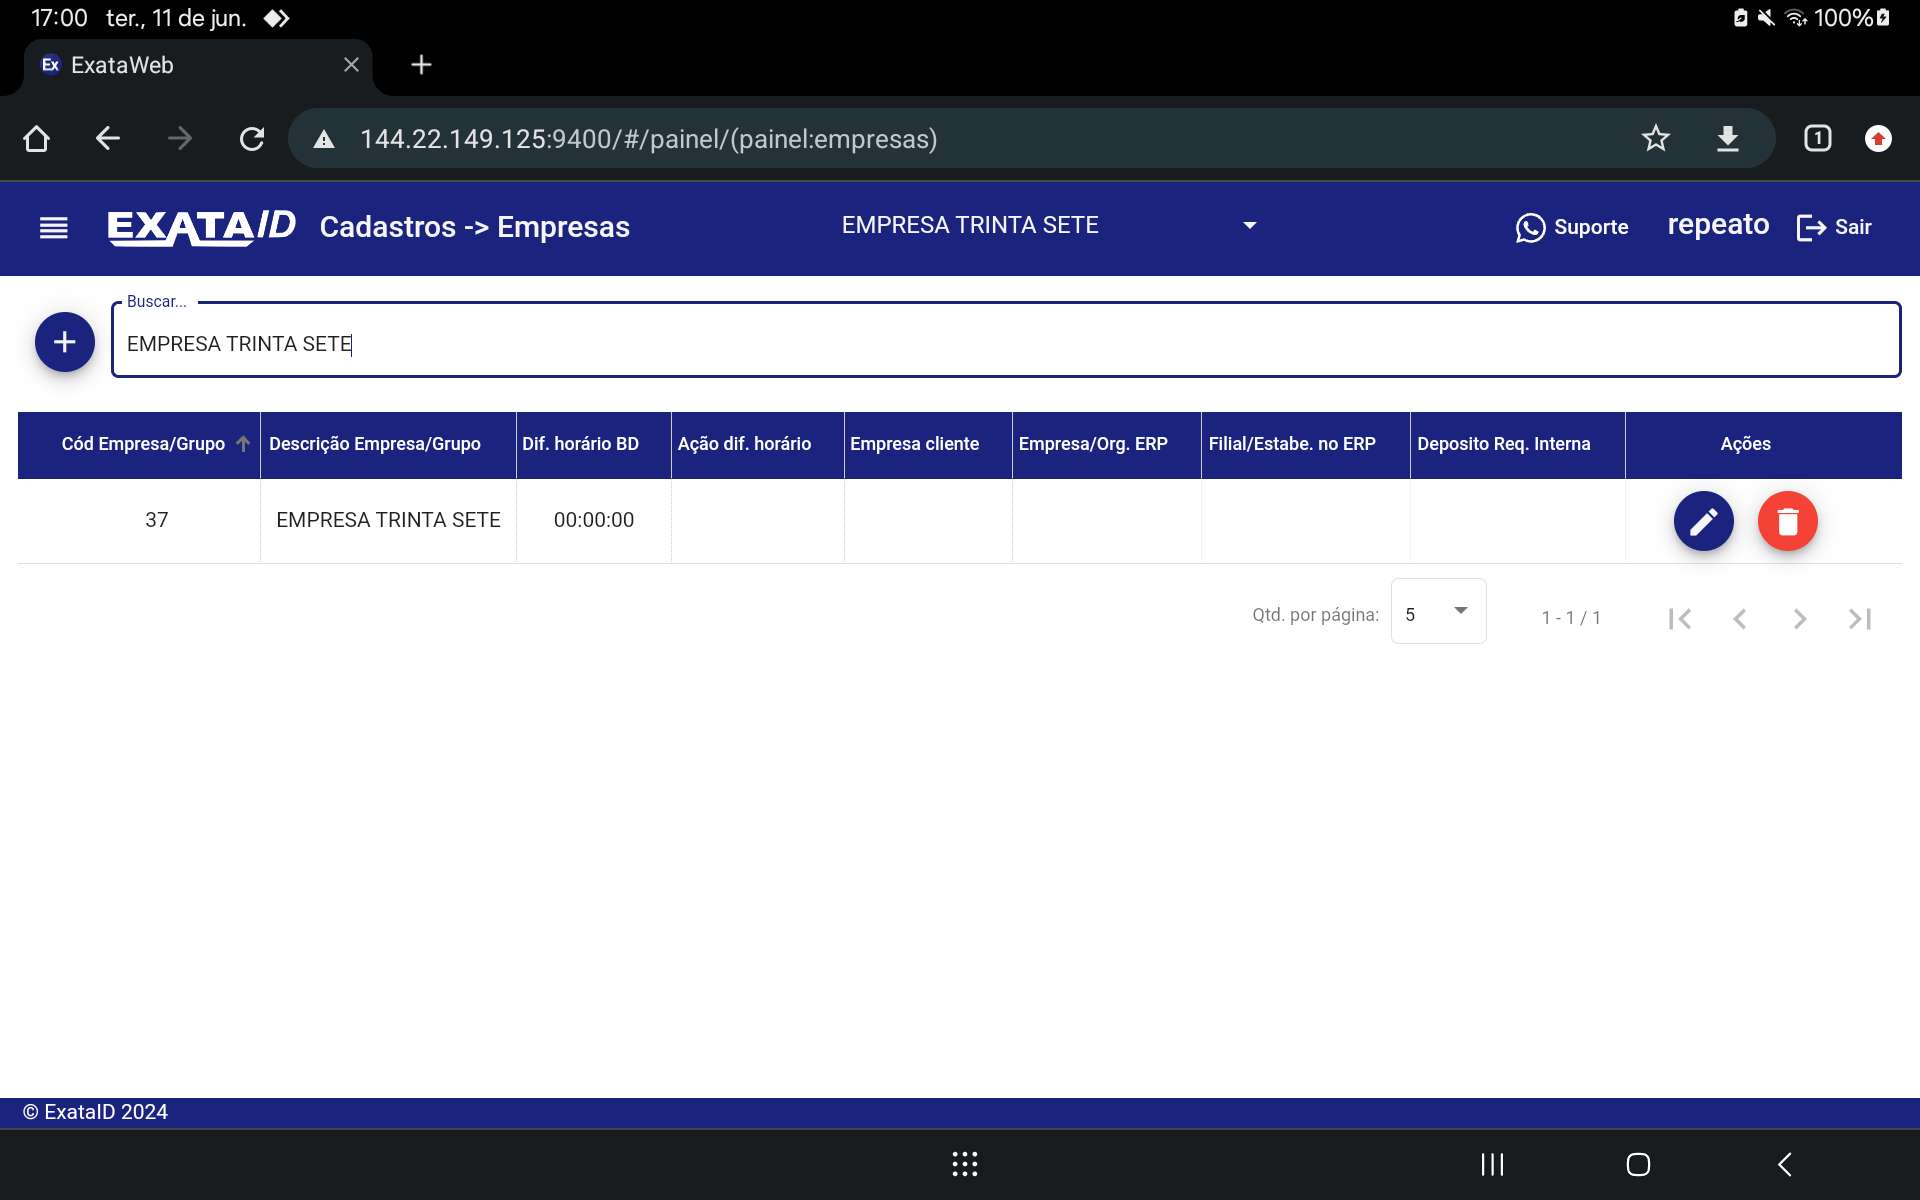 17:00 ter., 11 de jun. 100%
Ex ExataWeb
144.22.149.125:9400/#/painel/(painel:empresas) 1
EXATAID Cadastros -> Empresas EMPRESA TRINTA SETE Suporte repeato Sair
Buscar...
EMPRESA TRINTA SETE
Cód Empresa/Grupo Descrição Empresa/Grupo Dif. horário BD Ação dif. horário Empresa cliente Empresa/Org. ERP Filial/Estabe. no ERP Deposito Req. Interna Ações
37 EMPRESA TRINTA SETE 00:00:00
Qtd. por página: 5 1 - 1 / 1
© ExataID 2024